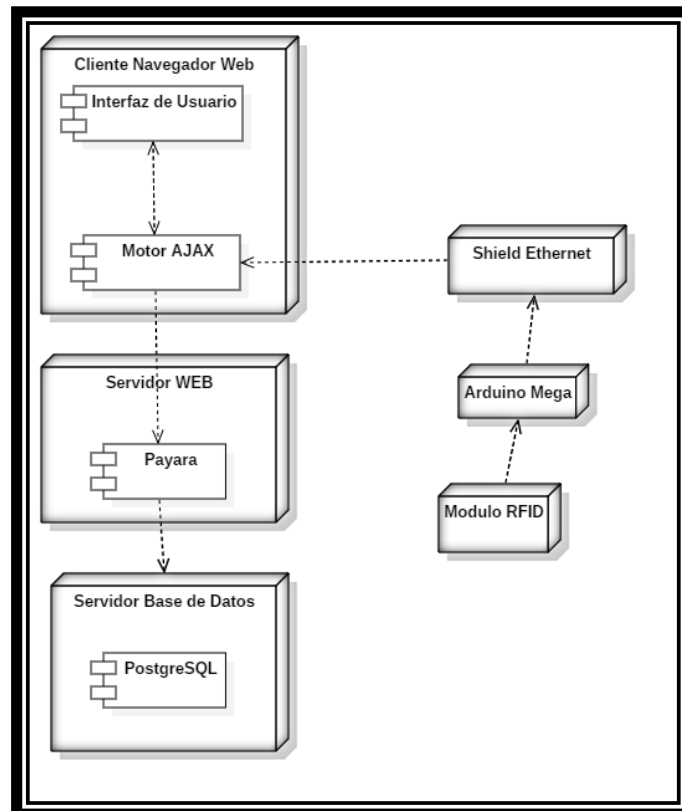 Cliente Navegador Web
Interfaz de Usuario
Motor AJAX
Shield Ethernet
Servidor WEB
Arduino Mega
Payara
Modulo RFID
Servidor Base de Datos
PostgreSQL